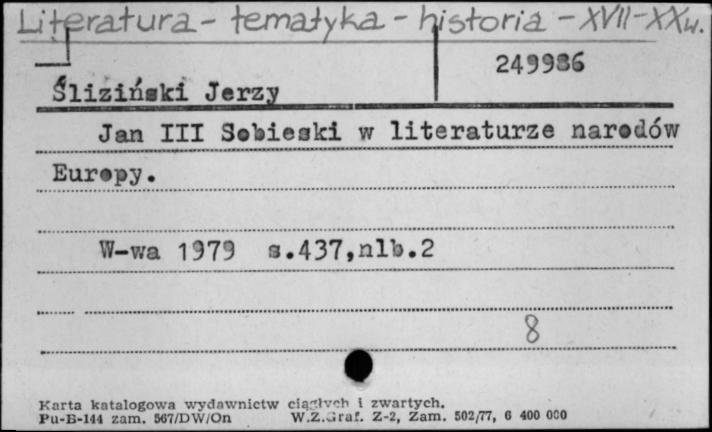 Literatura - tematyka - historia - XVII-XXw.
249986
Śliziński Jerzy
Jan III Sobieski w literaturze narodów
Europy.
W-wa 1979 s.437,nlb.2
8
Karta katalogowa wydawnictw ciągłych i zwartych.
Pu-B-144 zam. 567/DW/On W.Z.Graf. Z-2, Zam. 502/77, 6 400 000